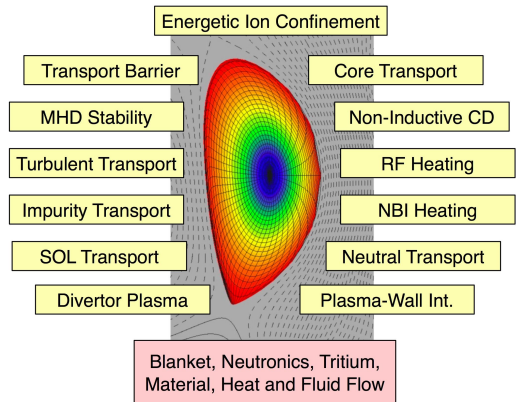 Energetic Ion Confinement
Transport Barrier
Core Transport
MHD Stability
Non-Inductive CD
Turbulent Transport
RF Heating
Impurity Transport
NBI Heating
SOL Transport
Neutral Transport
Divertor Plasma
Plasma-Wall Int.
Blanket, Neutronics, Tritium,
Material, Heat and Fluid Flow